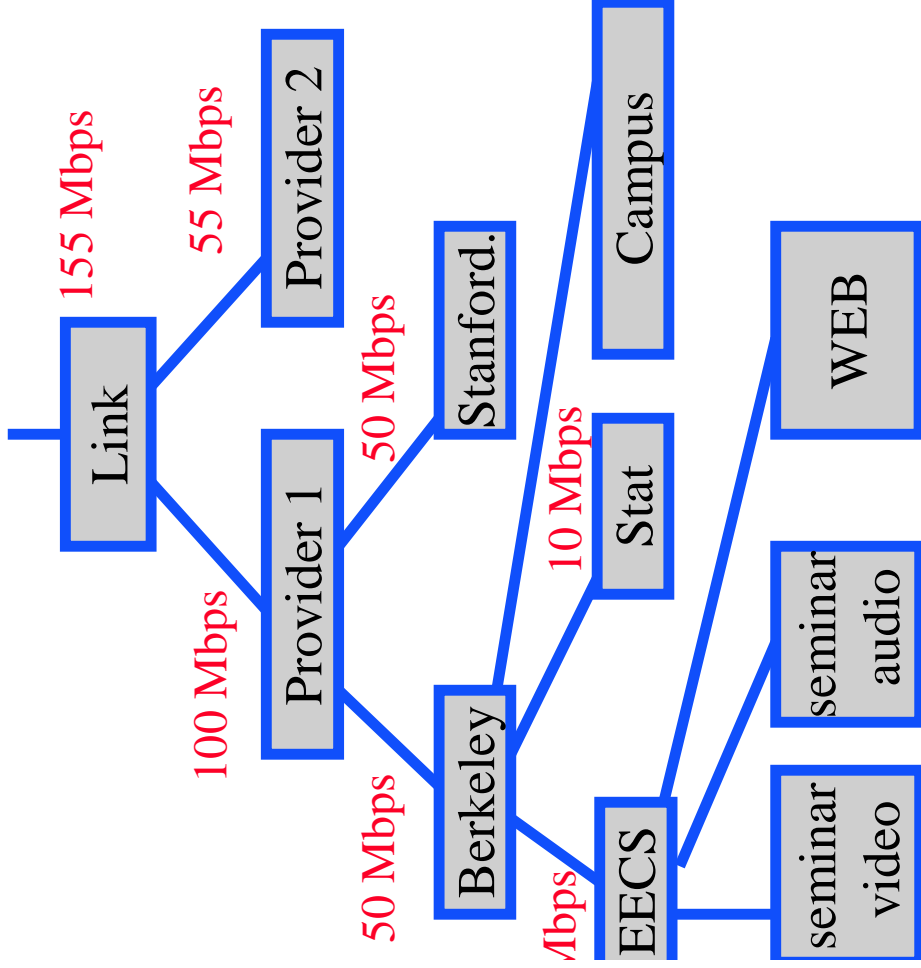 155 Mbps
Link
100 Mbps
55 Mbps
Provider 1
Provider 2
50 Mbps
50 Mbps
Berkeley
Stanford.
Mbps
10 Mbps
EECS
Stat
Campus
seminar
video
seminar
audio
WEB